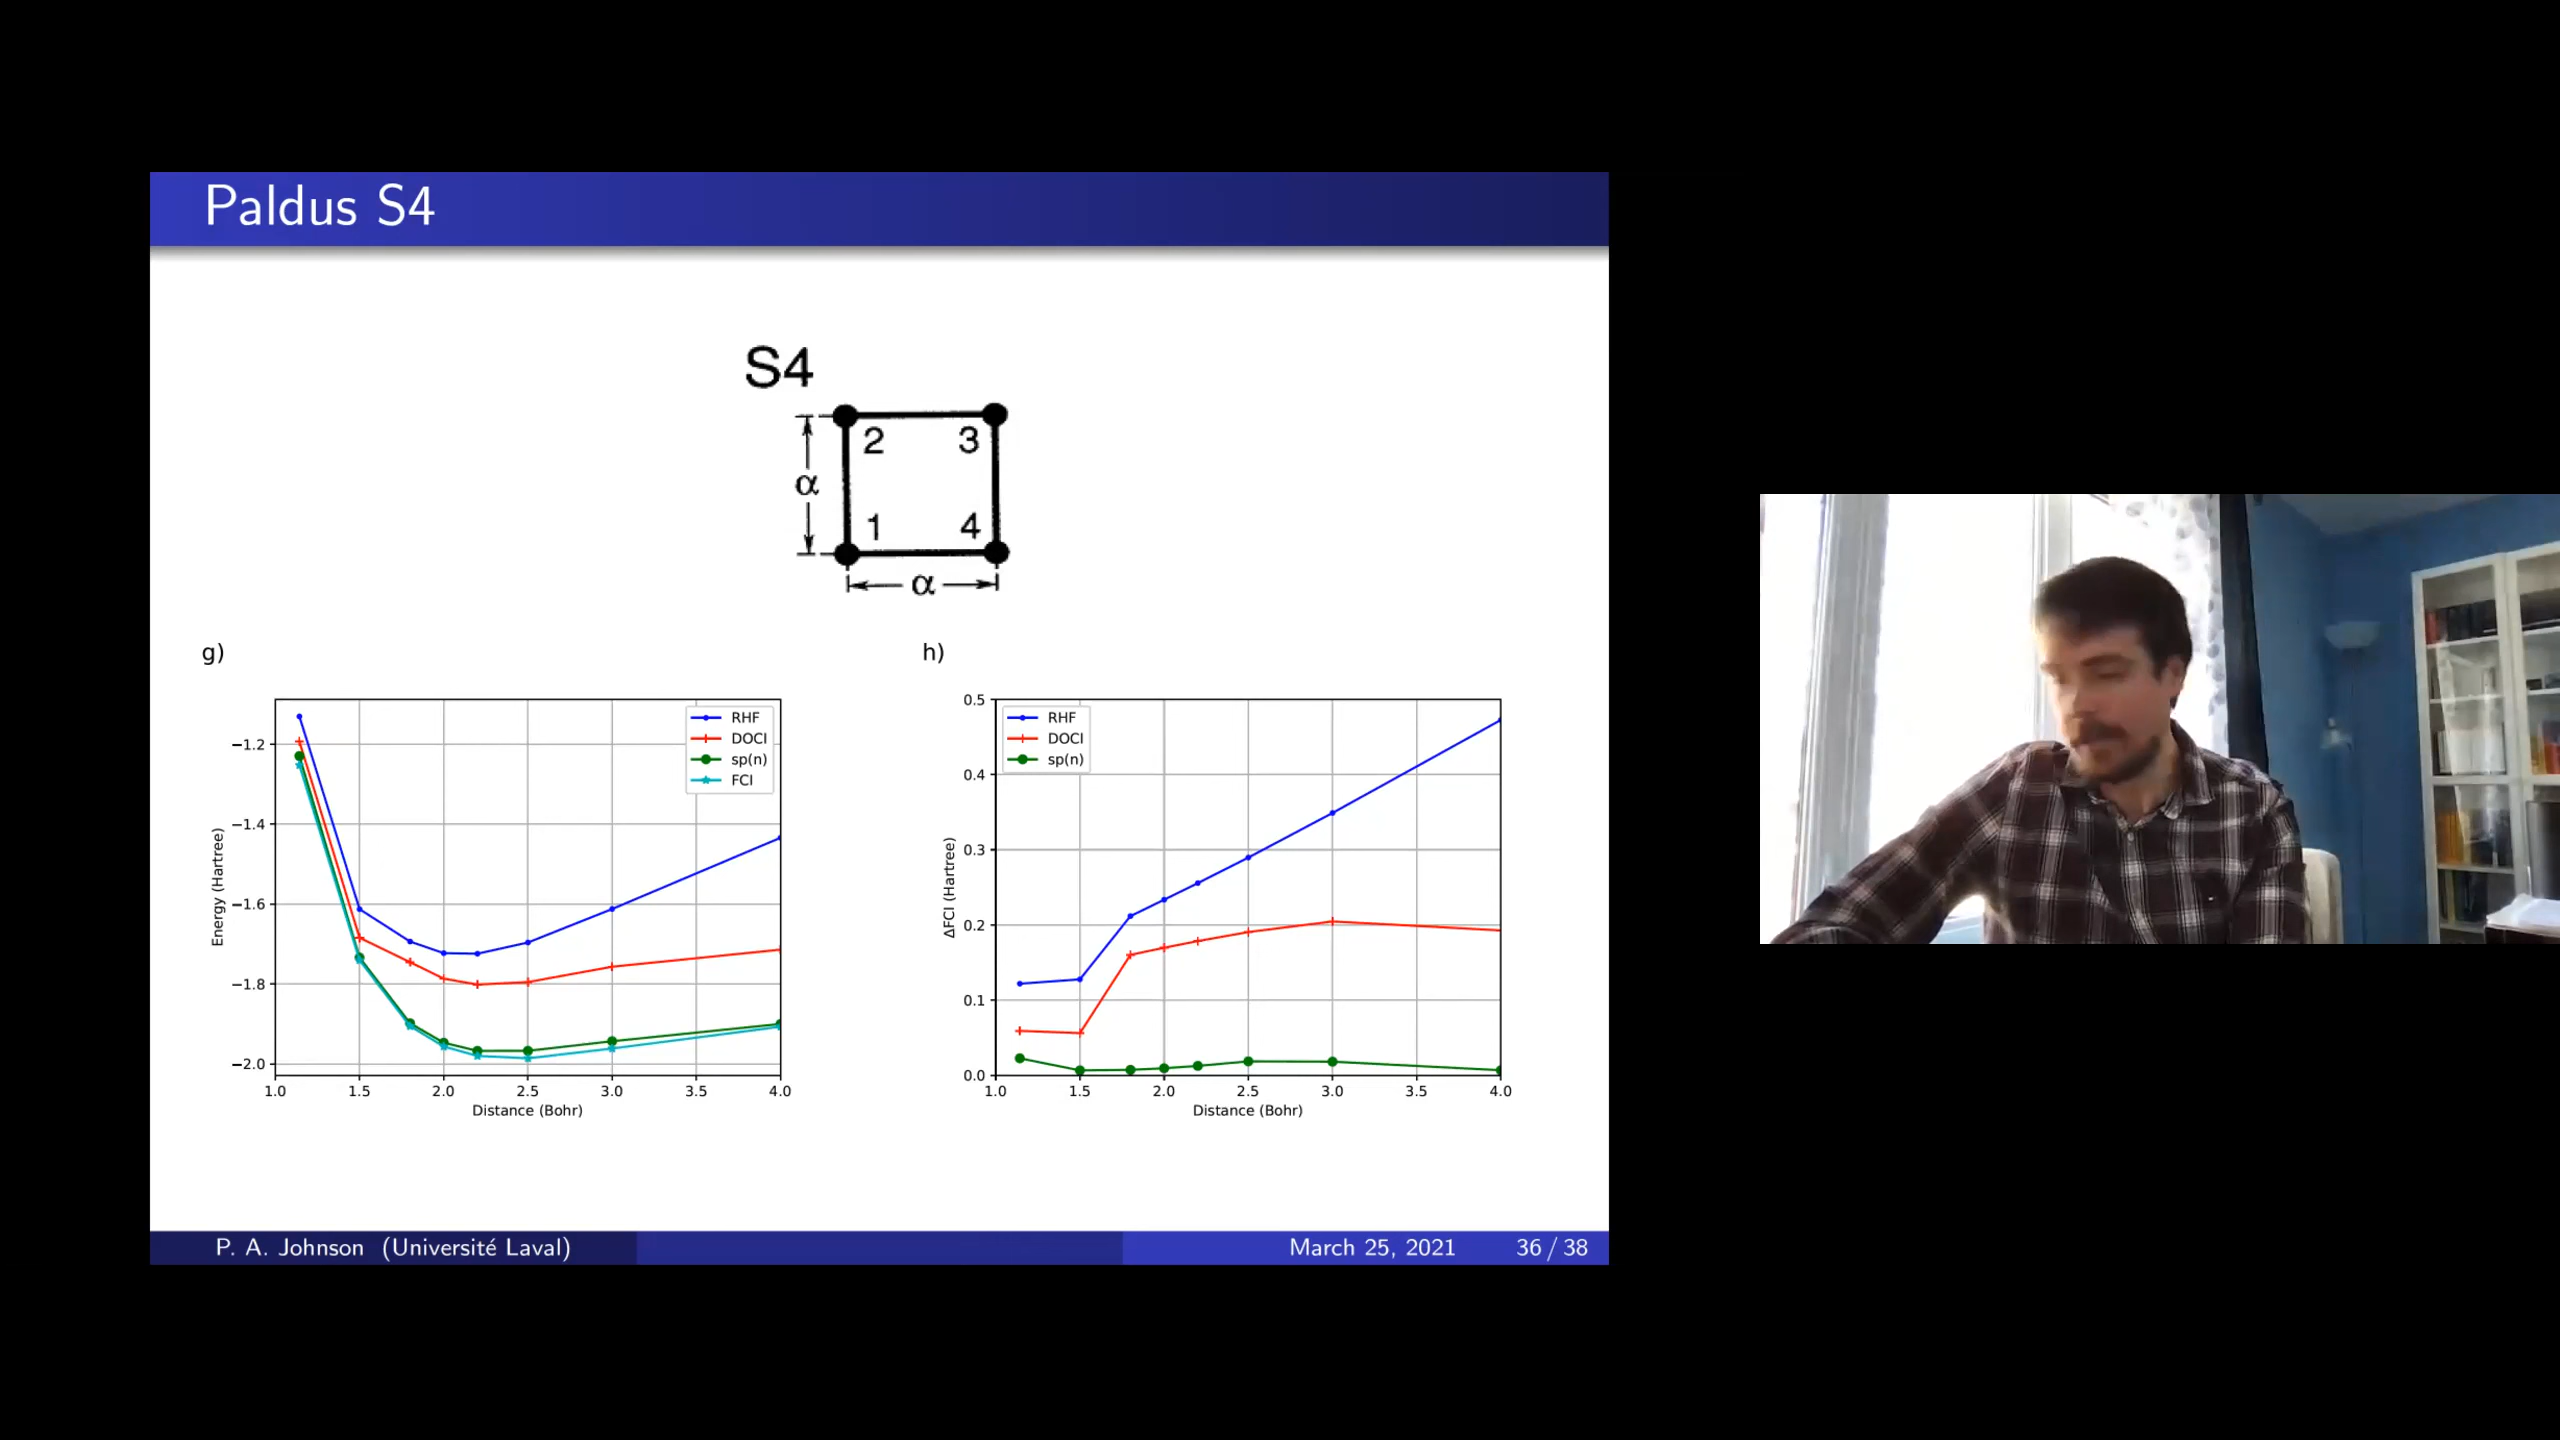 Paldus S4
S4
2 3
α
1 4
α
g)
h)
RHF
DOCI
sp(n)
FCI
−1.2
−1.4
−1.6
−1.8
−2.0
Energy (Hartree)
1.0 1.5 2.0 2.5 3.0 3.5 4.0
Distance (Bohr)
RHF
DOCI
sp(n)
0.5
0.4
0.3
0.2
0.1
0.0
ΔFCI (Hartree)
1.0 1.5 2.0 2.5 3.0 3.5 4.0
Distance (Bohr)
P. A. Johnson (Université Laval)
March 25, 2021
36 / 38